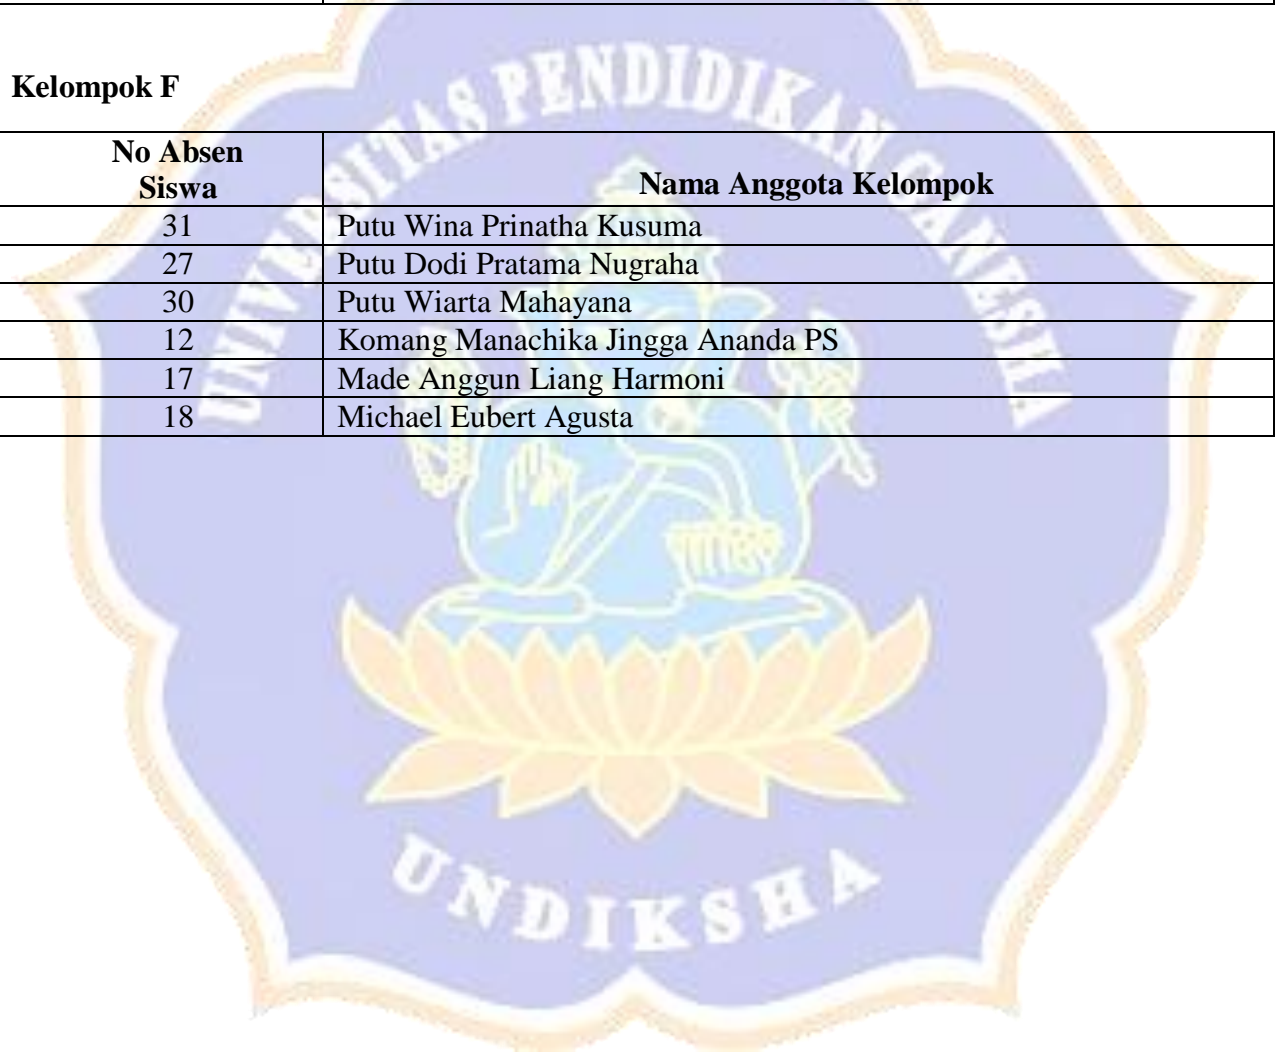 Kelompok F
No Absen Siswa Nama Anggota Kelompok
31 Putu Wina Prinatha Kusuma
27 Putu Dodi Pratama Nugraha
30 Putu Wiarta Mahayana
12 Komang Manachika Jingga Ananda PS
17 Made Anggun Liang Harmoni
18 Michael Eubert Agusta
UNIVERSITAS PENDIDIKAN GANESHA
UNDIKSHA